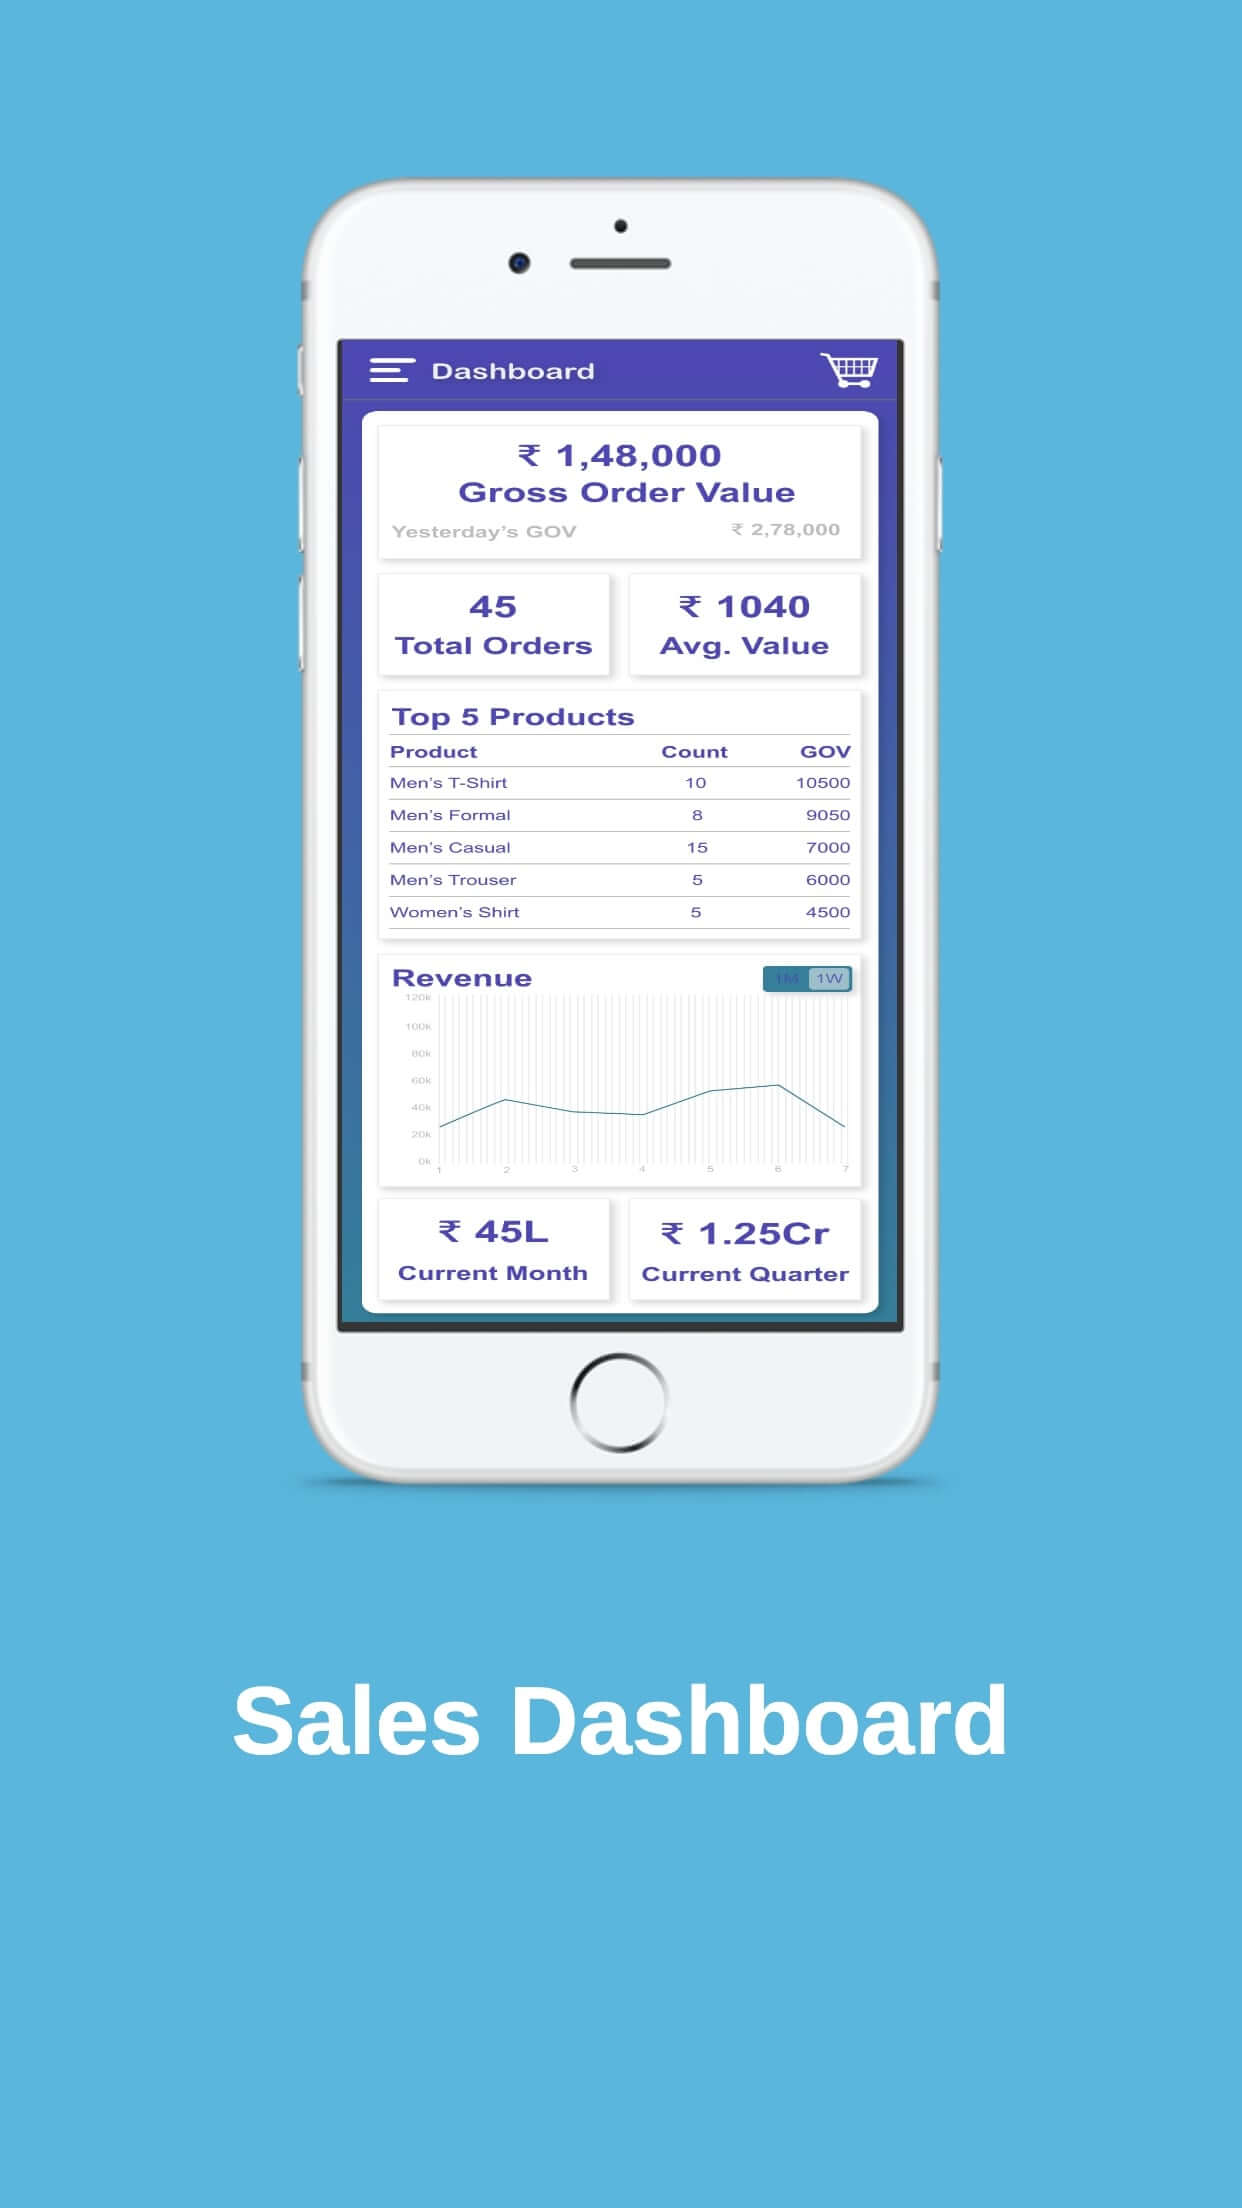 Dashboard
₹ 1,48,000
Gross Order Value
Yesterday's GOV ₹ 2,78,000
45
Total Orders
₹ 1040
Avg. Value
Top 5 Products
Product Count GOV
Men's T-Shirt 10 10500
Men's Formal 8 9050
Men's Casual 15 7000
Men's Trouser 5 6000
Women's Shirt 5 4500
Revenue 1M 1W
120k
100k
80k
60k
40k
20k
0k
1 2 3 4 5 6 7
₹ 45L
Current Month
₹ 1.25Cr
Current Quarter
Sales Dashboard